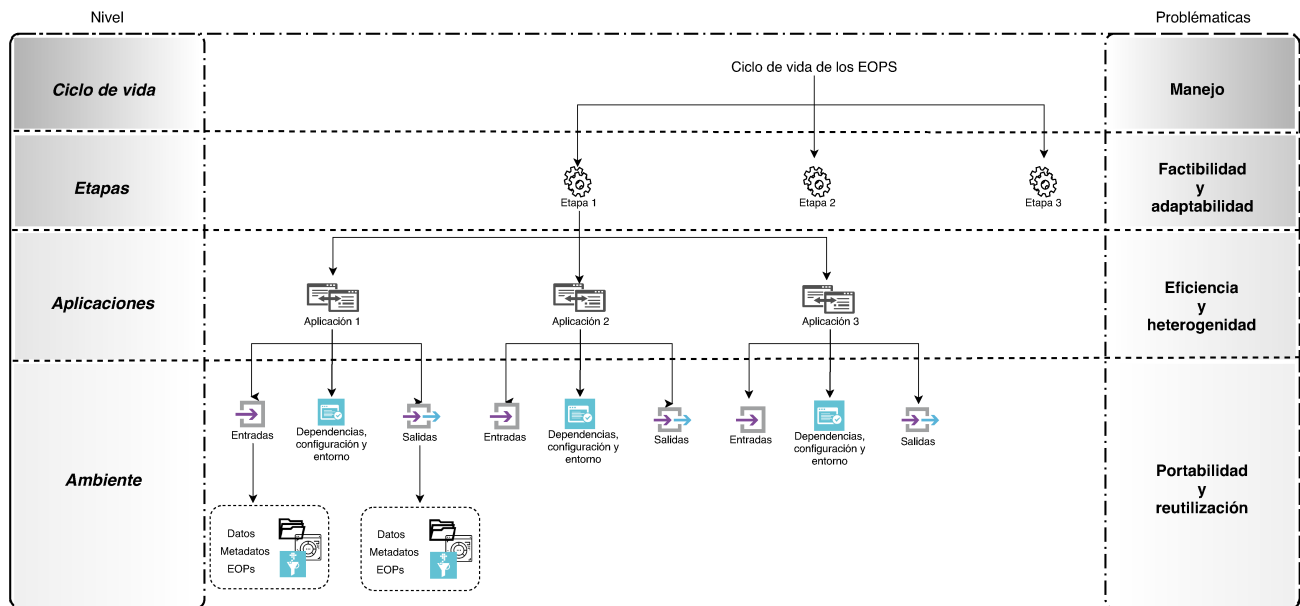 Nivel
Problématicas
Ciclo de vida
Ciclo de vida de los EOPS
Manejo
Etapas
Etapa 1
Etapa 2
Etapa 3
Factibilidad
y
adaptabilidad
Aplicaciones
Aplicación 1
Aplicación 2
Aplicación 3
Eficiencia
y
heterogenidad
Ambiente
Entradas
Dependencias,
configuración y
entorno
Salidas
Entradas
Dependencias,
configuración y
entorno
Salidas
Entradas
Dependencias,
configuración y
entorno
Salidas
Portabilidad
y
reutilización
Datos
Metadatos
EOPs
Datos
Metadatos
EOPs